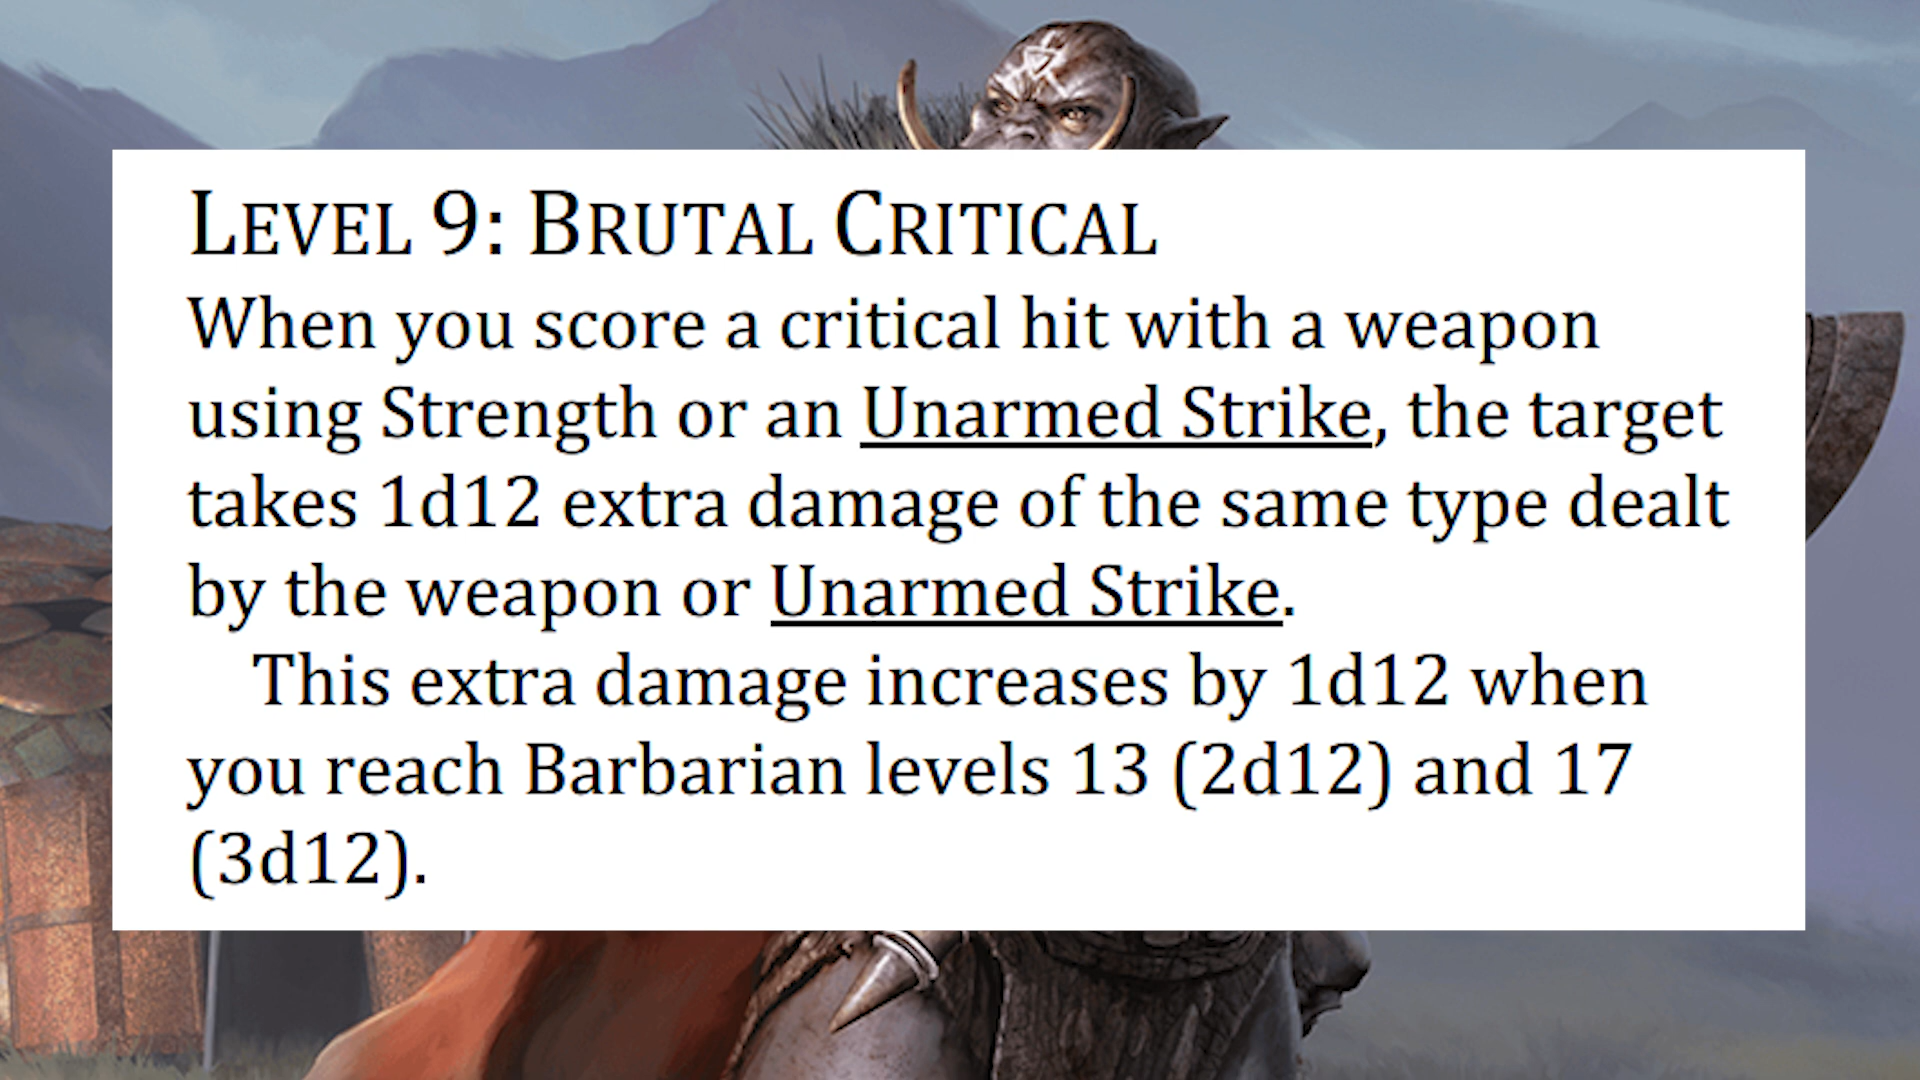 LEVEL 9: BRUTAL CRITICAL
When you score a critical hit with a weapon
using Strength or an Unarmed Strike, the target
takes 1d12 extra damage of the same type dealt
by the weapon or Unarmed Strike.
This extra damage increases by 1d12 when
you reach Barbarian levels 13 (2d12) and 17
(3d12).